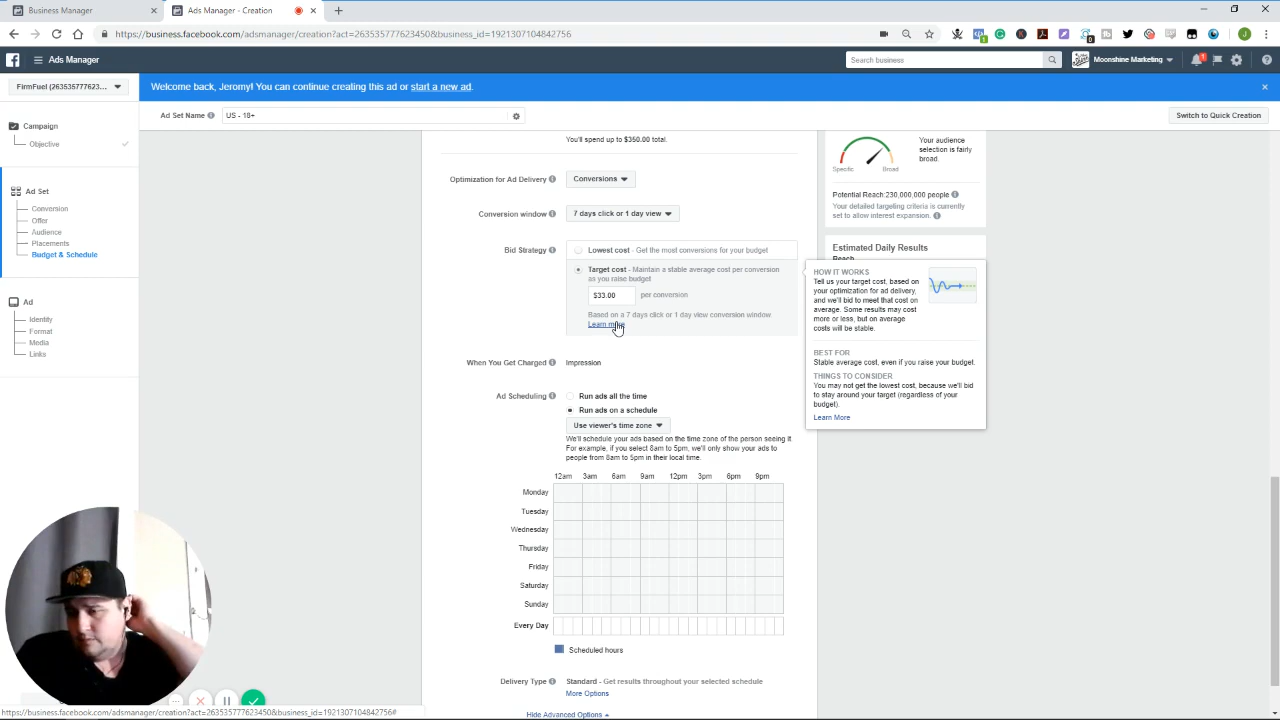 Business Manager
Ads Manager - Creation
https://business.facebook.com/adsmanager/creation?act=263535777623450&business_id=1921307104842756
Ads Manager
Search business
Moonshine Marketing
FirmFuel (263535777623...
Welcome back, Jeromy! You can continue creating this ad or start a new ad.
Ad Set Name
US - 18+
Switch to Quick Creation
Campaign
Objective
Ad Set
Conversion
Offer
Audience
Placements
Budget & Schedule
Ad
Identity
Format
Media
Links
You'll spend up to $350.00 total.
Optimization for Ad Delivery
Conversions
Conversion window
7 days click or 1 day view
Bid Strategy
Lowest cost - Get the most conversions for your budget
Target cost - Maintain a stable average cost per conversion
as you raise budget
$33.00
per conversion
Based on a 7 days click or 1 day view conversion window
Learn more
When You Get Charged
Impression
Ad Scheduling
Run ads all the time
Run ads on a schedule
Use viewer's time zone
We'll schedule your ads based on the time zone of the person seeing it.
For example, if you select 8am to 5pm, we'll only show your ads to
people from 8am to 5pm in their local time.
12am 3am 6am 9am 12pm 3pm 6pm 9pm
Monday
Tuesday
Wednesday
Thursday
Friday
Saturday
Sunday
Every Day
Scheduled hours
Delivery Type
Standard - Get results throughout your selected schedule
More Options
Hide Advanced Options
Your audience
selection is fairly
broad.
Specific
Broad
Potential Reach:230,000,000 people
Your detailed targeting criteria is currently
set to allow interest expansion.
Estimated Daily Results
Reach
HOW IT WORKS
Tell us your target cost, based on
your optimization for ad delivery,
and we'll bid to meet that cost on
average. Some results may cost
more or less, but on average
costs will be stable.
BEST FOR
Stable average cost, even if you raise your budget.
THINGS TO CONSIDER
You may not get the lowest cost, because we'll bid
to stay around your target (regardless of your
budget).
Learn More
https://business.facebook.com/adsmanager/creation?act=263535777623450&business_id=1921307104842756#